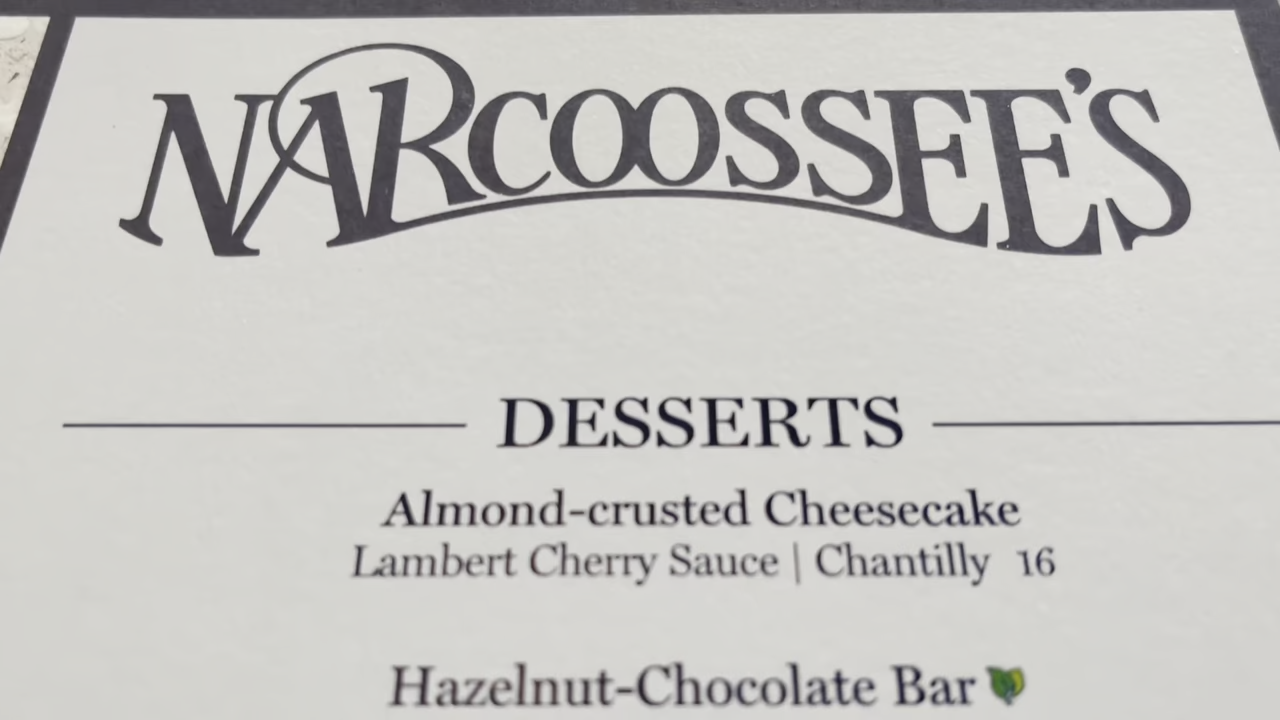 NARCOOSSEE'S
DESSERTS
Almond-crusted Cheesecake
Lambert Cherry Sauce | Chantilly 16
Hazelnut-Chocolate Bar